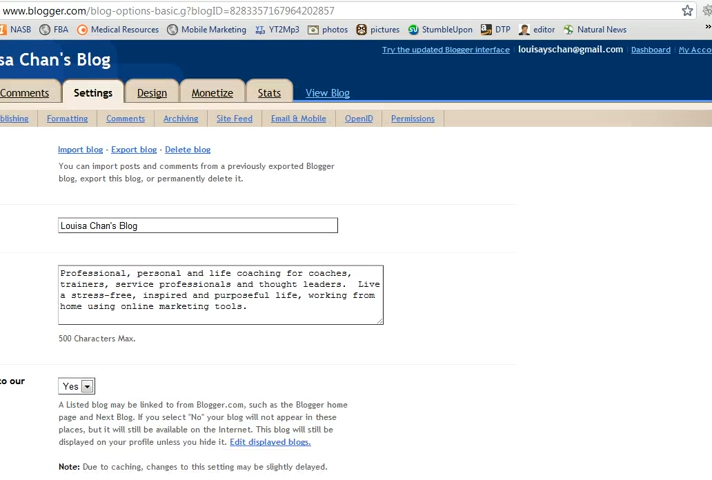 www.blogger.com/blog-options-basic.g?blogID=8283357167964202857
NASB FBA Medical Resources Mobile Marketing YT2Mp3 photos pictures StumbleUpon DTP editor Natural News »
Try the updated Blogger interface louisayschan@gmail.com Dashboard My Acco
sa Chan's Blog
Comments Settings Design Monetize Stats View Blog
blishing Formatting Comments Archiving Site Feed Email & Mobile OpenID Permissions
Import blog - Export blog - Delete blog
You can import posts and comments from a previously exported Blogger
blog, export this blog, or permanently delete it.
Louisa Chan's Blog
Professional, personal and life coaching for coaches,
trainers, service professionals and thought leaders. Live
a stress-free, inspired and purposeful life, working from
home using online marketing tools.
500 Characters Max.
to our
Yes
A Listed blog may be linked to from Blogger.com, such as the Blogger home
page and Next Blog. If you select "No" your blog will not appear in these
places, but it will still be available on the Internet. This blog will still be
displayed on your profile unless you hide it. Edit displayed blogs.
Note: Due to caching, changes to this setting may be slightly delayed.